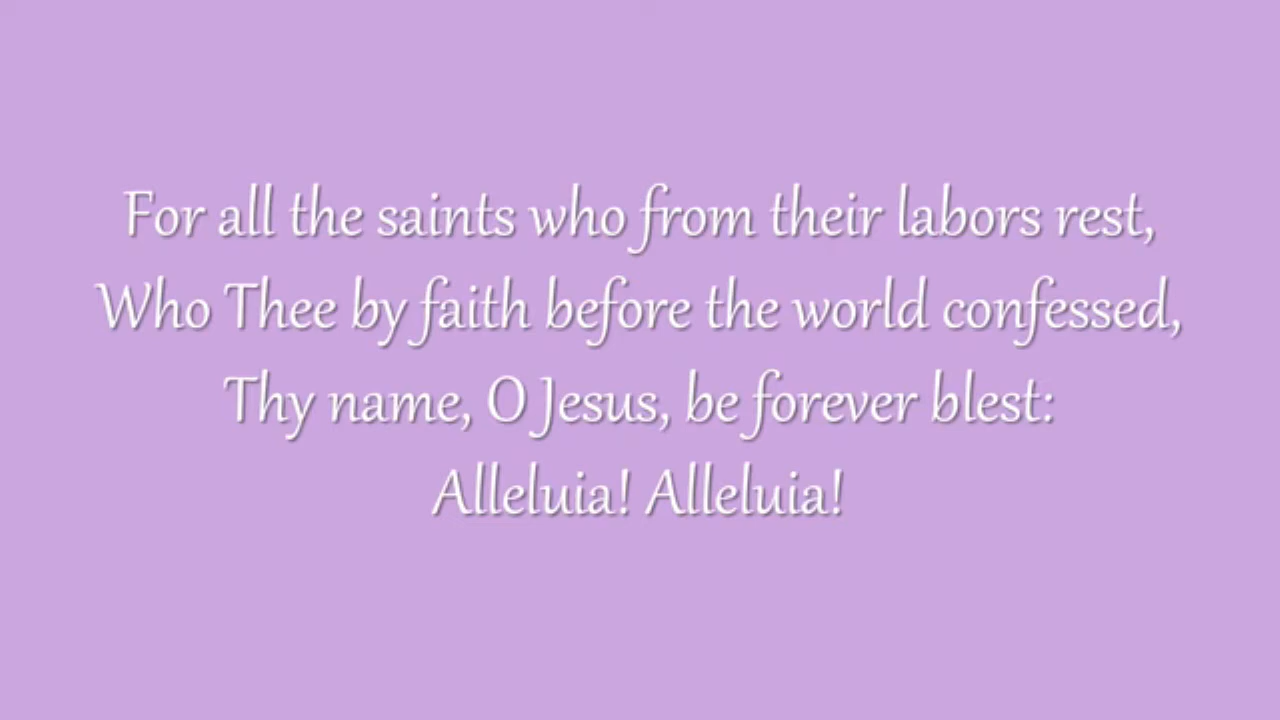 For all the saints who from their labors rest,
Who Thee by faith before the world confessed,
Thy name, O Jesus, be forever blest:
Alleluia! Alleluia!